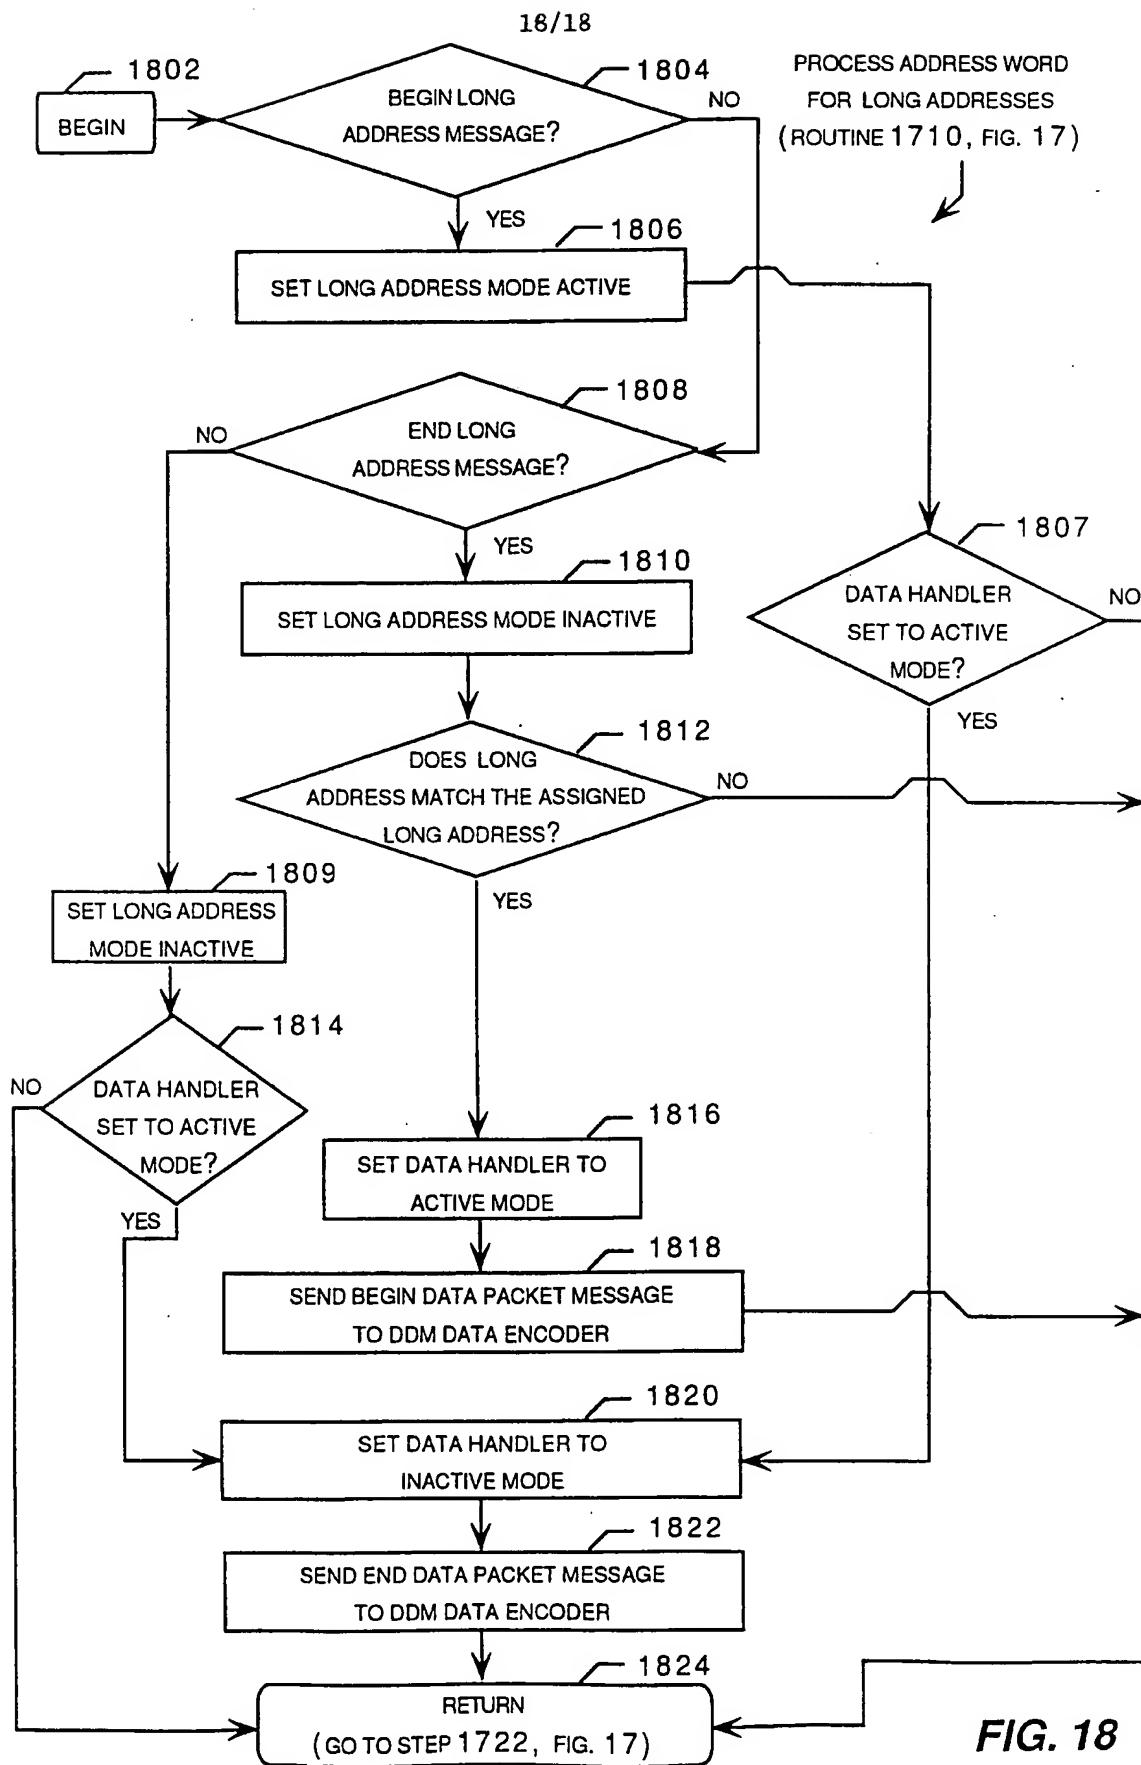 18/18
1802
BEGIN
1804
BEGIN LONG
ADDRESS MESSAGE?
NO
YES
PROCESS ADDRESS WORD
FOR LONG ADDRESSES
(ROUTINE 1710, FIG. 17)
1806
SET LONG ADDRESS MODE ACTIVE
1808
END LONG
ADDRESS MESSAGE?
NO
YES
1807
DATA HANDLER
SET TO ACTIVE
MODE?
NO
YES
1810
SET LONG ADDRESS MODE INACTIVE
1812
DOES LONG
ADDRESS MATCH THE ASSIGNED
LONG ADDRESS?
NO
YES
1809
SET LONG ADDRESS
MODE INACTIVE
1814
DATA HANDLER
SET TO ACTIVE
MODE?
NO
YES
1816
SET DATA HANDLER TO
ACTIVE MODE
1818
SEND BEGIN DATA PACKET MESSAGE
TO DDM DATA ENCODER
1820
SET DATA HANDLER TO
INACTIVE MODE
1822
SEND END DATA PACKET MESSAGE
TO DDM DATA ENCODER
1824
RETURN
(GO TO STEP 1722, FIG. 17)
FIG. 18